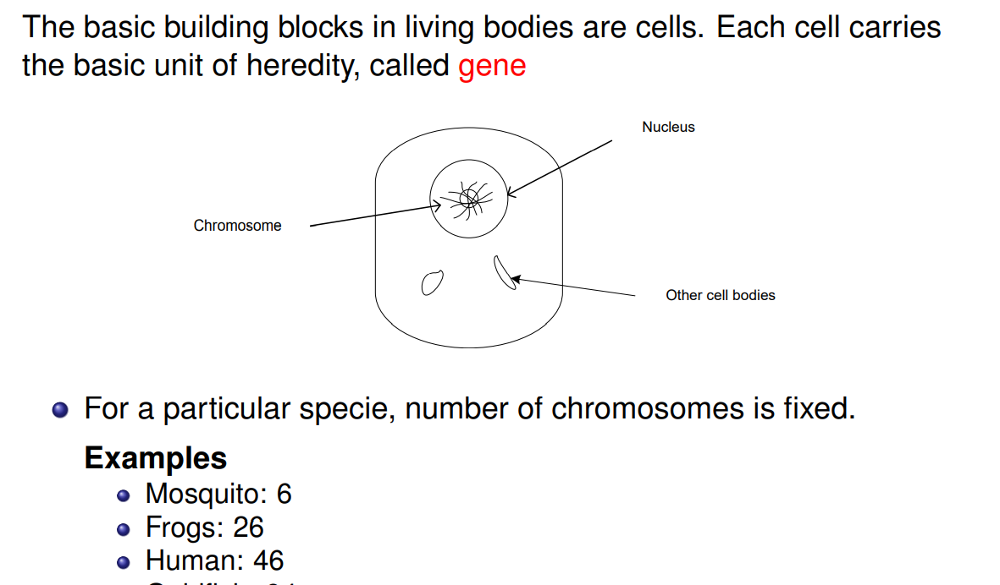 The basic building blocks in living bodies are cells. Each cell carries
the basic unit of heredity, called gene
Nucleus
Chromosome
Other cell bodies
For a particular specie, number of chromosomes is fixed.
Examples
Mosquito: 6
Frogs: 26
Human: 46